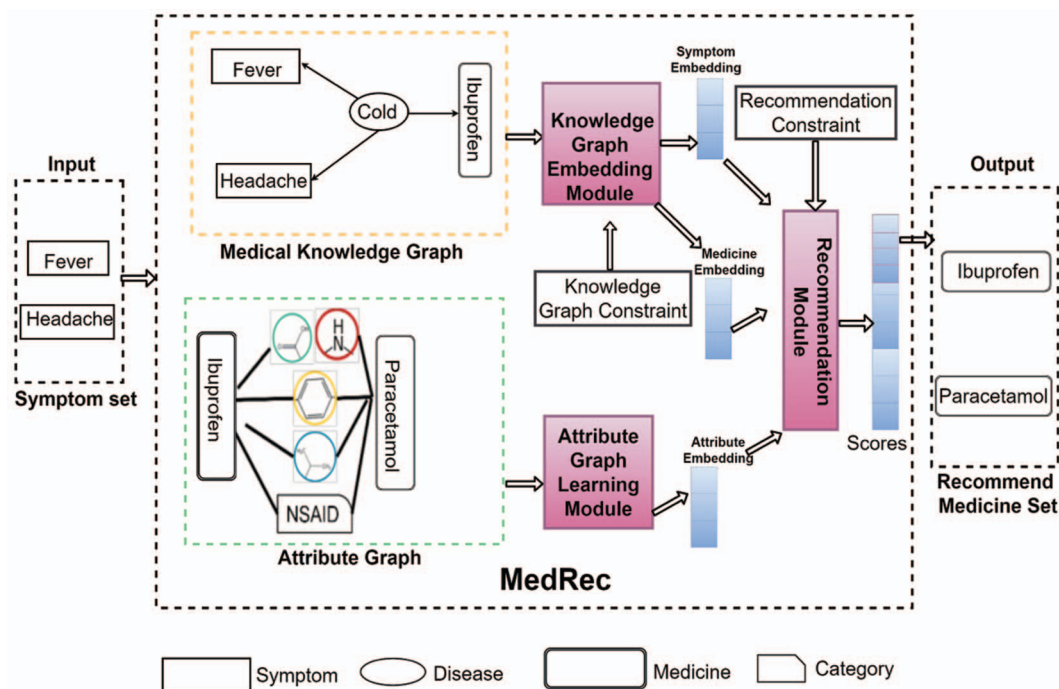 Input
Fever
Headache
Symptom set
Fever
Cold
Headache
Ibuprofen
Medical Knowledge Graph
Ibuprofen
H
N
Paracetamol
NSAID
Attribute Graph
Knowledge
Graph
Embedding
Module
Knowledge
Graph Constraint
Attribute
Graph
Learning
Module
Symptom
Embedding
Medicine
Embedding
Attribute
Embedding
Recommendation
Constraint
Recommendation
Module
Scores
MedRec
Output
Ibuprofen
Paracetamol
Recommend
Medicine Set
Symptom
Disease
Medicine
Category